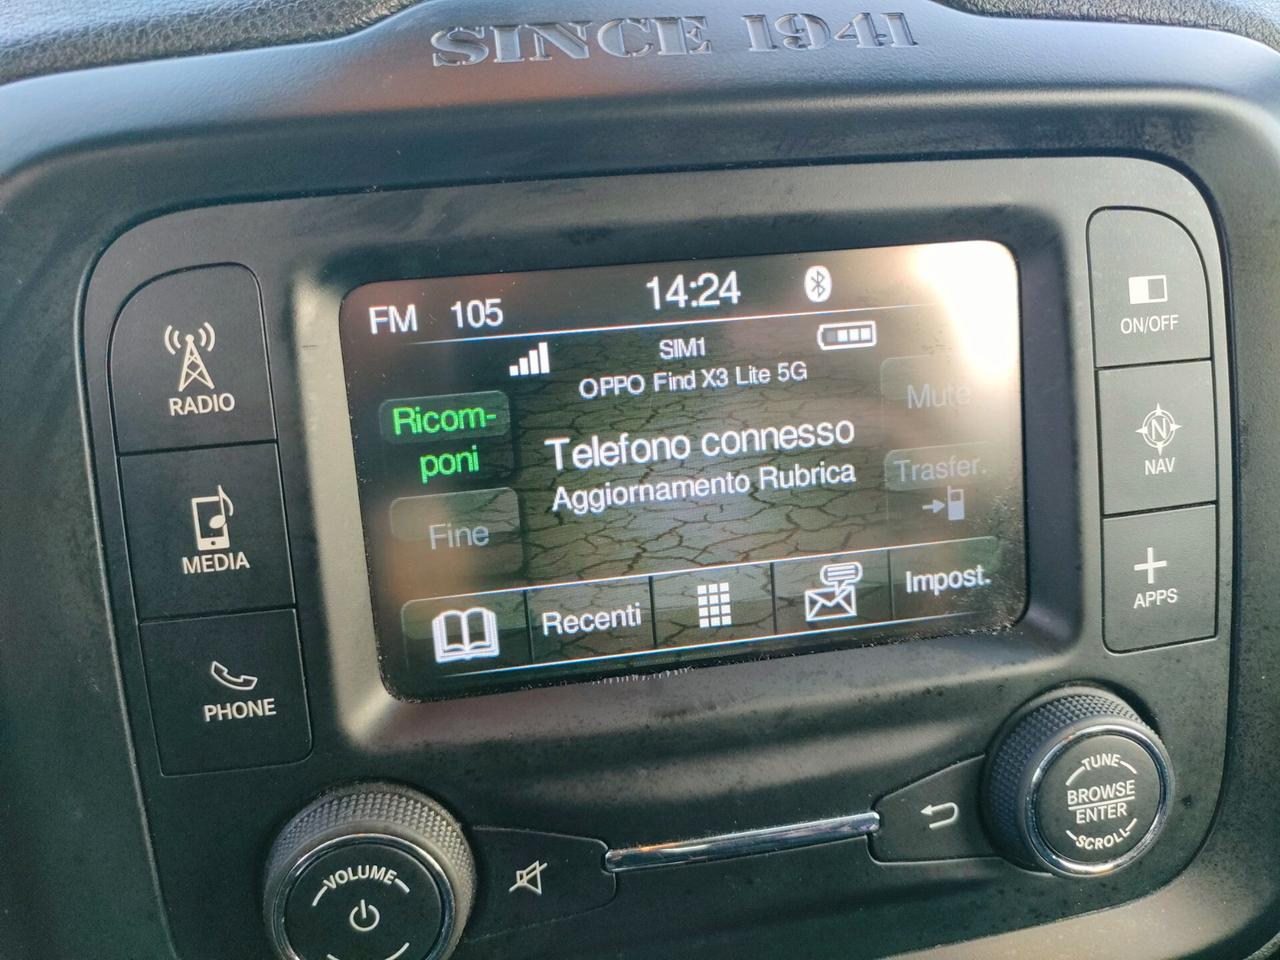 SINCE 1941
FM 105 14:24
SIM1
OPPO Find X3 Lite 5G
Ricom-
poni
Telefono connesso
Aggiornamento Rubrica
Mute
Trasfer.
Fine
Recenti
Impost.
RADIO
MEDIA
PHONE
ON/OFF
N
NAV
APPS
VOLUME
TUNE
BROWSE
ENTER
SCROLL